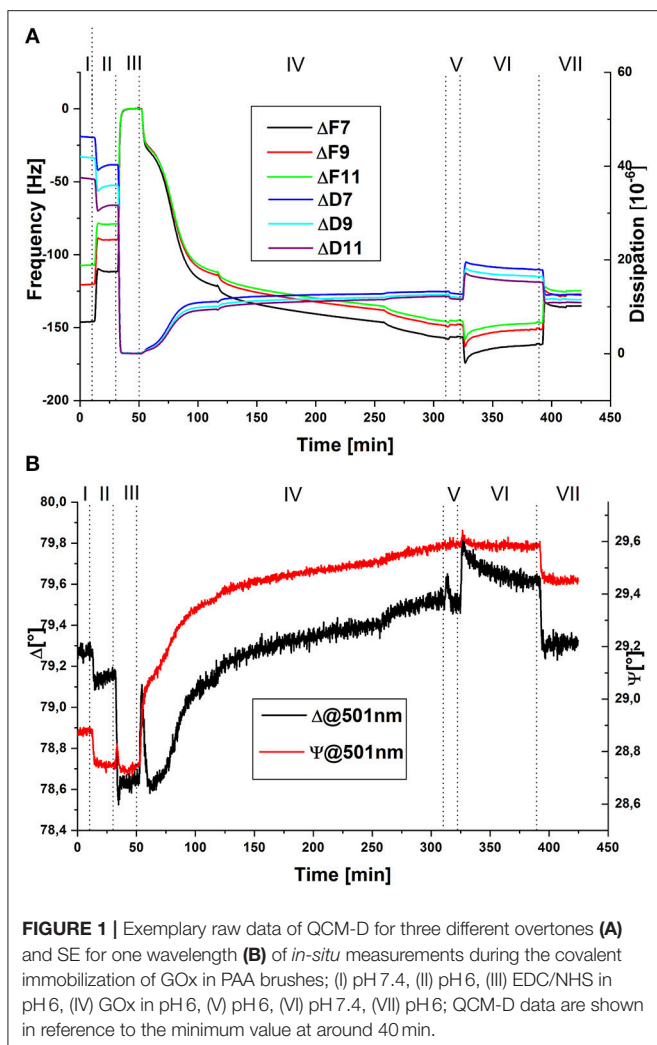 A
I II III IV V VI VII
0
-50
-100
-150
-200
Frequency [Hz]
60
40
20
0
Dissipation [10⁻⁶]
ΔF7
ΔF9
ΔF11
ΔD7
ΔD9
ΔD11
0 50 100 150 200 250 300 350 400 450
Time [min]
B
I II III IV V VI VII
80,0
79,8
79,6
79,4
79,2
79,0
78,8
78,6
78,4
Δ[°]
29,6
29,4
29,2
29,0
28,8
28,6
Ψ[°]
Δ@501nm
Ψ@501nm
0 50 100 150 200 250 300 350 400 450
Time [min]
FIGURE 1 | Exemplary raw data of QCM-D for three different overtones (A)
and SE for one wavelength (B) of in-situ measurements during the covalent
immobilization of GOx in PAA brushes; (I) pH 7.4, (II) pH 6, (III) EDC/NHS in
pH 6, (IV) GOx in pH 6, (V) pH 6, (VI) pH 7.4, (VII) pH 6; QCM-D data are shown
in reference to the minimum value at around 40 min.